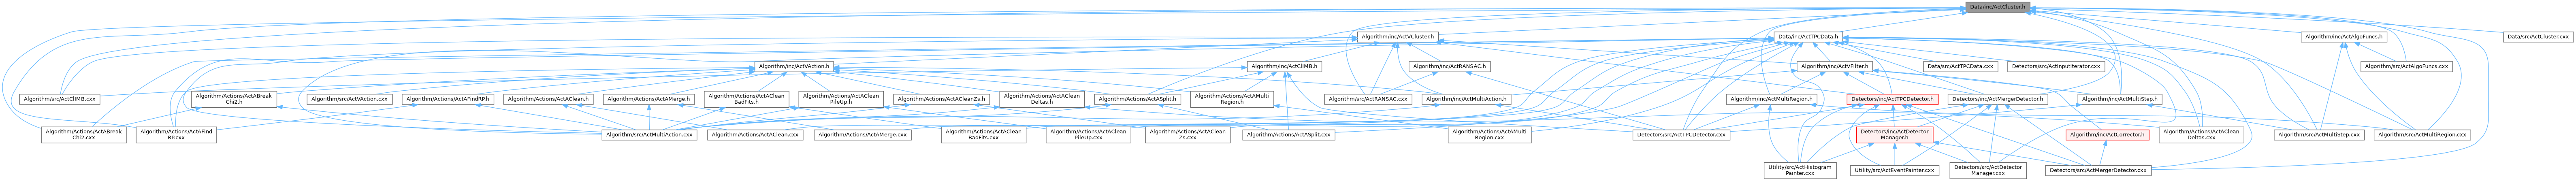 Data/inc/ActCluster.h
Algorithm/inc/ActVCluster.h
Data/inc/ActTPCData.h
Algorithm/inc/ActAlgoFuncs.h
Data/src/ActCluster.cxx
Algorithm/inc/ActVAction.h
Algorithm/inc/ActCIIMB.h
Algorithm/inc/ActRANSAC.h
Algorithm/inc/ActVFilter.h
Data/src/ActTPCData.cxx
Detectors/src/ActInputIterator.cxx
Algorithm/src/ActAlgoFuncs.cxx
Algorithm/src/ActClIMB.cxx
Algorithm/Actions/ActABreak
Chi2.h
Algorithm/src/ActVAction.cxx
Algorithm/Actions/ActAFindRP.h
Algorithm/Actions/ActAClean.h
Algorithm/Actions/ActAMerge.h
Algorithm/Actions/ActAClean
BadFits.h
Algorithm/Actions/ActAClean
PileUp.h
Algorithm/Actions/ActACleanZs.h
Algorithm/Actions/ActAClean
Deltas.h
Algorithm/Actions/ActASplit.h
Algorithm/Actions/ActAMulti
Region.h
Algorithm/src/ActRANSAC.cxx
Algorithm/inc/ActMultiAction.h
Algorithm/inc/ActMultiRegion.h
Detectors/inc/ActTPCDetector.h
Detectors/inc/ActMergerDetector.h
Algorithm/inc/ActMultiStep.h
Algorithm/Actions/ActABreak
Chi2.cxx
Algorithm/Actions/ActAFind
RP.cxx
Algorithm/src/ActMultiAction.cxx
Algorithm/Actions/ActAClean.cxx
Algorithm/Actions/ActAMerge.cxx
Algorithm/Actions/ActAClean
BadFits.cxx
Algorithm/Actions/ActAClean
PileUp.cxx
Algorithm/Actions/ActAClean
Zs.cxx
Algorithm/Actions/ActASplit.cxx
Algorithm/Actions/ActAMulti
Region.cxx
Detectors/src/ActTPCDetector.cxx
Detectors/inc/ActDetector
Manager.h
Algorithm/inc/ActCorrector.h
Algorithm/Actions/ActAClean
Deltas.cxx
Algorithm/src/ActMultiStep.cxx
Algorithm/src/ActMultiRegion.cxx
Utility/src/ActHistogram
Painter.cxx
Utility/src/ActEventPainter.cxx
Detectors/src/ActDetector
Manager.cxx
Detectors/src/ActMergerDetector.cxx